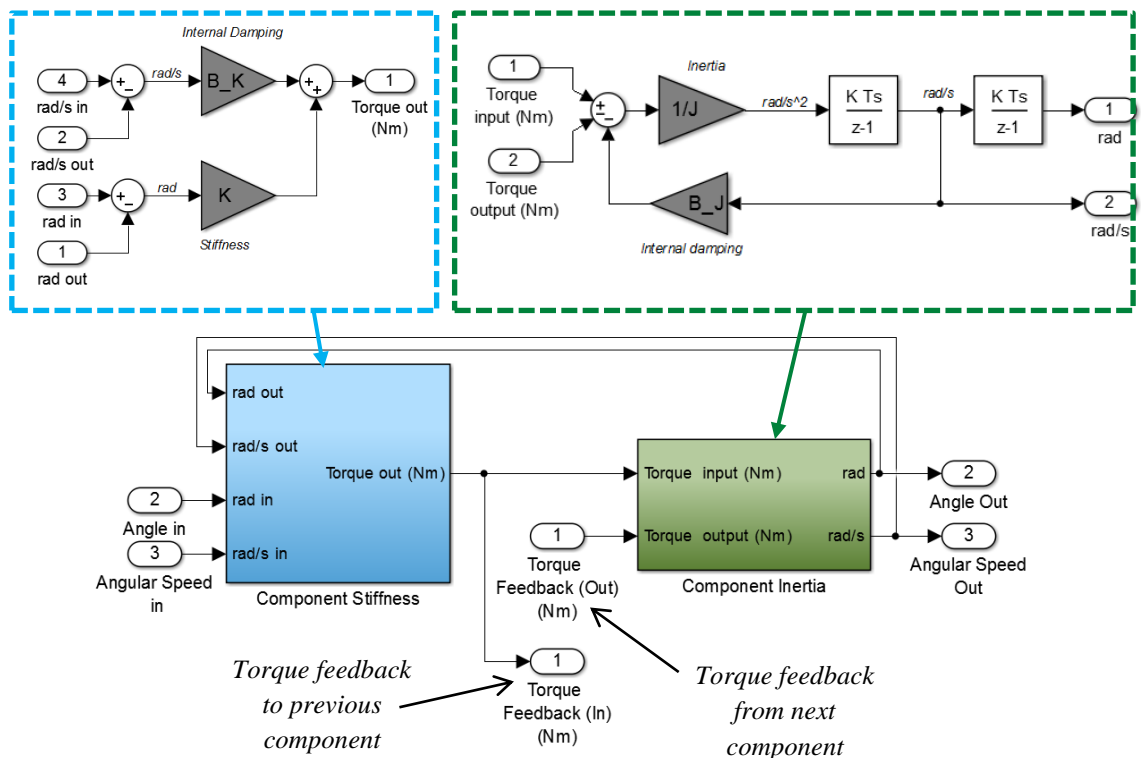 Internal Damping
4
rad/s in
+
-
rad/s
B_K
+
+
1
Torque out
(Nm)
2
rad/s out
3
rad in
+
-
rad
K
Stiffness
1
rad out
1
Torque
input (Nm)
2
Torque
output (Nm)
+
-
-
Inertia
1/J
rad/s^2
K Ts
z-1
rad/s
K Ts
z-1
1
rad
B_J
Internal damping
2
rad/s
rad out
rad/s out
rad in
rad/s in
Torque out (Nm)
Component Stiffness
2
Angle in
3
Angular Speed
in
Torque input (Nm)
Torque output (Nm)
rad
rad/s
Component Inertia
2
Angle Out
3
Angular Speed
Out
1
Torque
Feedback (Out)
(Nm)
1
Torque
Feedback (In)
(Nm)
Torque feedback
to previous
component
Torque feedback
from next
component